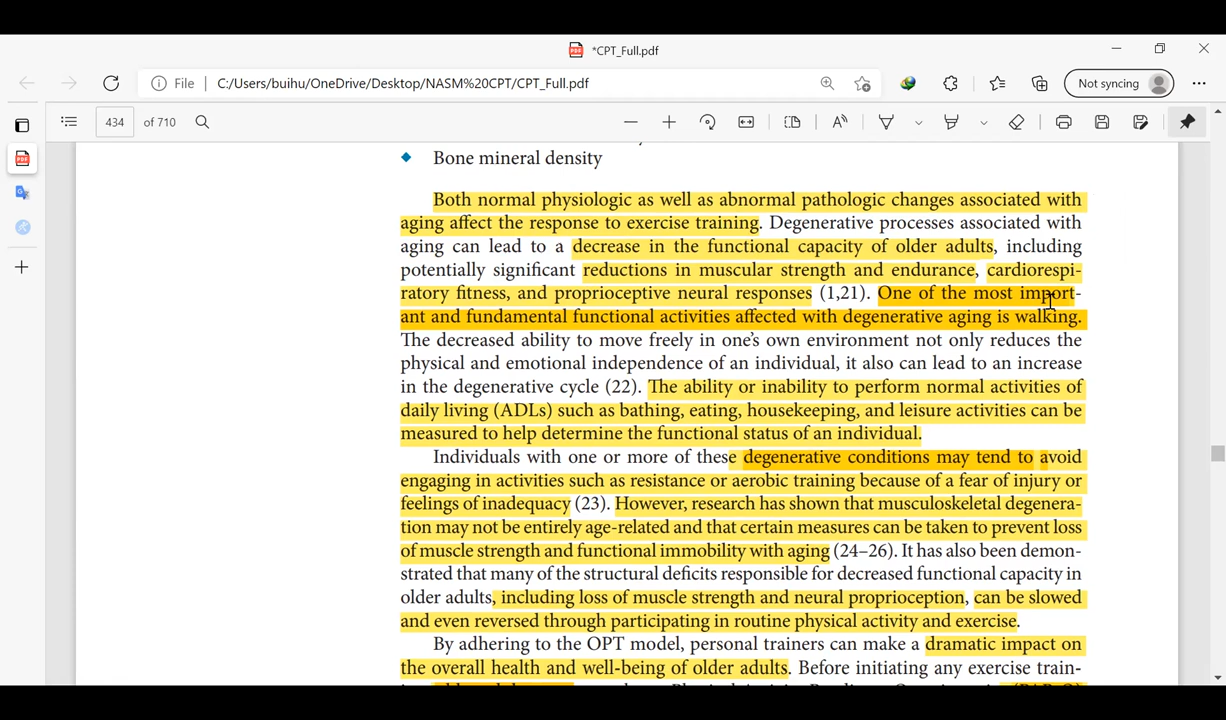 *CPT_Full.pdf
File | C:/Users/buihu/OneDrive/Desktop/NASM%20CPT/CPT_Full.pdf
Not syncing
434 of 710
Bone mineral density
Both normal physiologic as well as abnormal pathologic changes associated with
aging affect the response to exercise training. Degenerative processes associated with
aging can lead to a decrease in the functional capacity of older adults, including
potentially significant reductions in muscular strength and endurance, cardiorespi-
ratory fitness, and proprioceptive neural responses (1,21). One of the most import-
ant and fundamental functional activities affected with degenerative aging is walking.
The decreased ability to move freely in one's own environment not only reduces the
physical and emotional independence of an individual, it also can lead to an increase
in the degenerative cycle (22). The ability or inability to perform normal activities of
daily living (ADLs) such as bathing, eating, housekeeping, and leisure activities can be
measured to help determine the functional status of an individual.
Individuals with one or more of these degenerative conditions may tend to avoid
engaging in activities such as resistance or aerobic training because of a fear of injury or
feelings of inadequacy (23). However, research has shown that musculoskeletal degenera-
tion may not be entirely age-related and that certain measures can be taken to prevent loss
of muscle strength and functional immobility with aging (24–26). It has also been demon-
strated that many of the structural deficits responsible for decreased functional capacity in
older adults, including loss of muscle strength and neural proprioception, can be slowed
and even reversed through participating in routine physical activity and exercise.
By adhering to the OPT model, personal trainers can make a dramatic impact on
the overall health and well-being of older adults. Before initiating any exercise train-